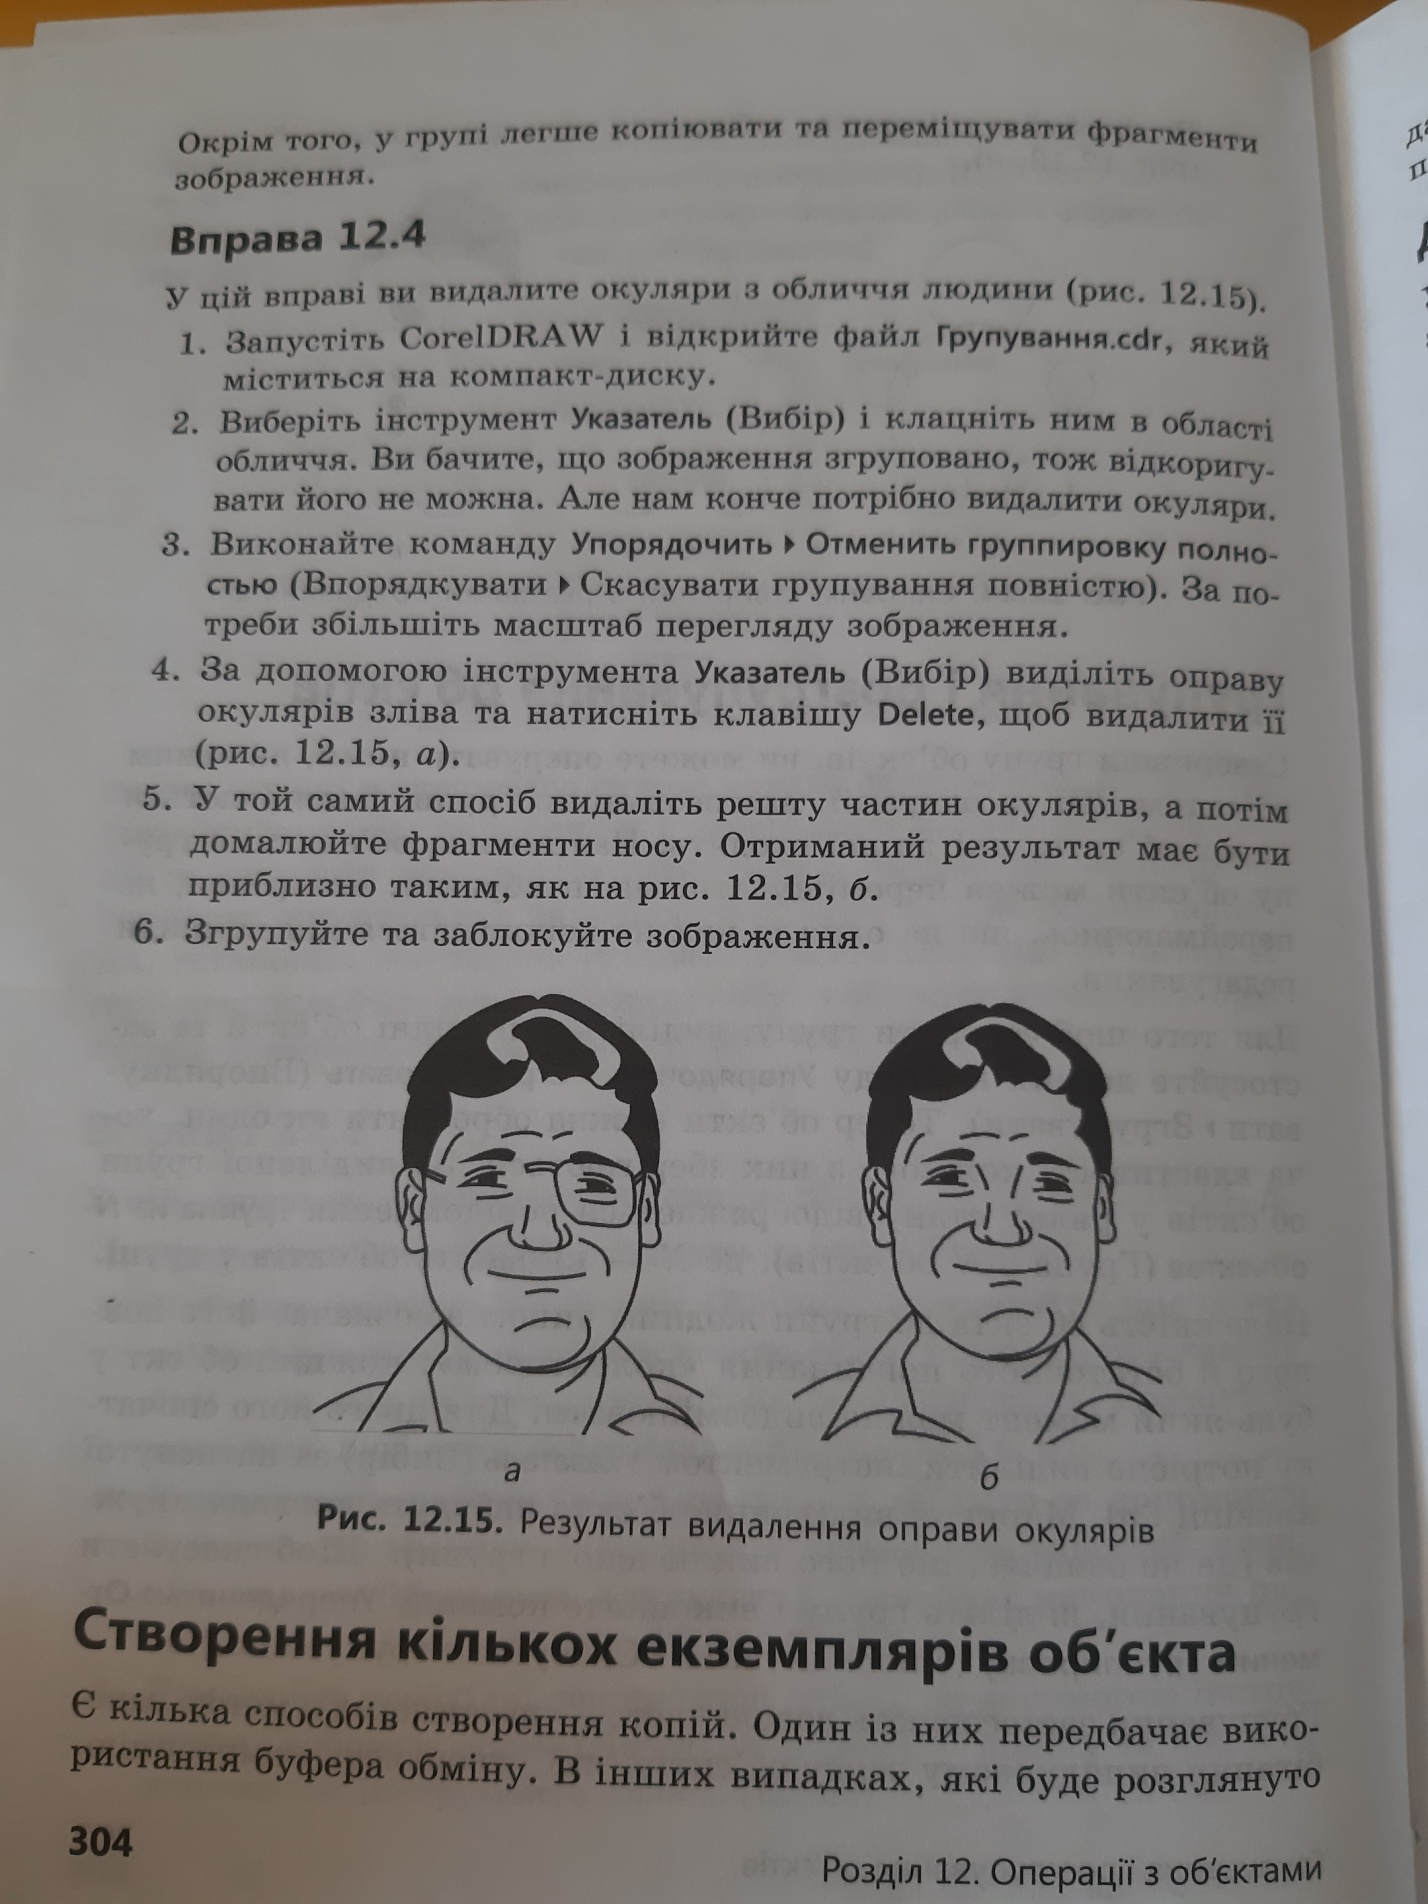 Окрім того, у групі легше копіювати та переміщувати фрагменти
зображення.
Вправа 12.4
У цій вправі ви видалите окуляри з обличчя людини (рис. 12.15).
1. Запустіть CorelDRAW і відкрийте файл Групування.cdr, який
міститься на компакт-диску.
2. Виберіть інструмент Указатель (Вибір) і клацніть ним в області
обличчя. Ви бачите, що зображення згруповано, тож відкоригу-
вати його не можна. Але нам конче потрібно видалити окуляри.
3. Виконайте команду Упорядочить ▸ Отменить группировку полно-
стью (Впорядкувати ▸ Скасувати групування повністю). За по-
треби збільшіть масштаб перегляду зображення.
4. За допомогою інструмента Указатель (Вибір) виділіть оправу
окулярів зліва та натисніть клавішу Delete, щоб видалити її
(рис. 12.15, а).
5. У той самий спосіб видаліть решту частин окулярів, а потім
домалюйте фрагменти носу. Отриманий результат має бути
приблизно таким, як на рис. 12.15, б.
6. Згрупуйте та заблокуйте зображення.
а
б
Рис. 12.15. Результат видалення оправи окулярів
Створення кількох екземплярів об’єкта
Є кілька способів створення копій. Один із них передбачає вико-
ристання буфера обміну. В інших випадках, які буде розглянуто
304
Розділ 12. Операції з об’єктами